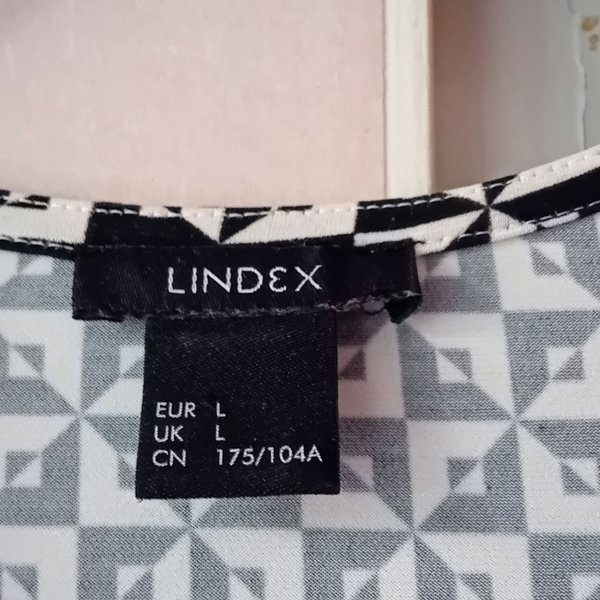 LINDEX
EUR L
UK L
CN 175/104A